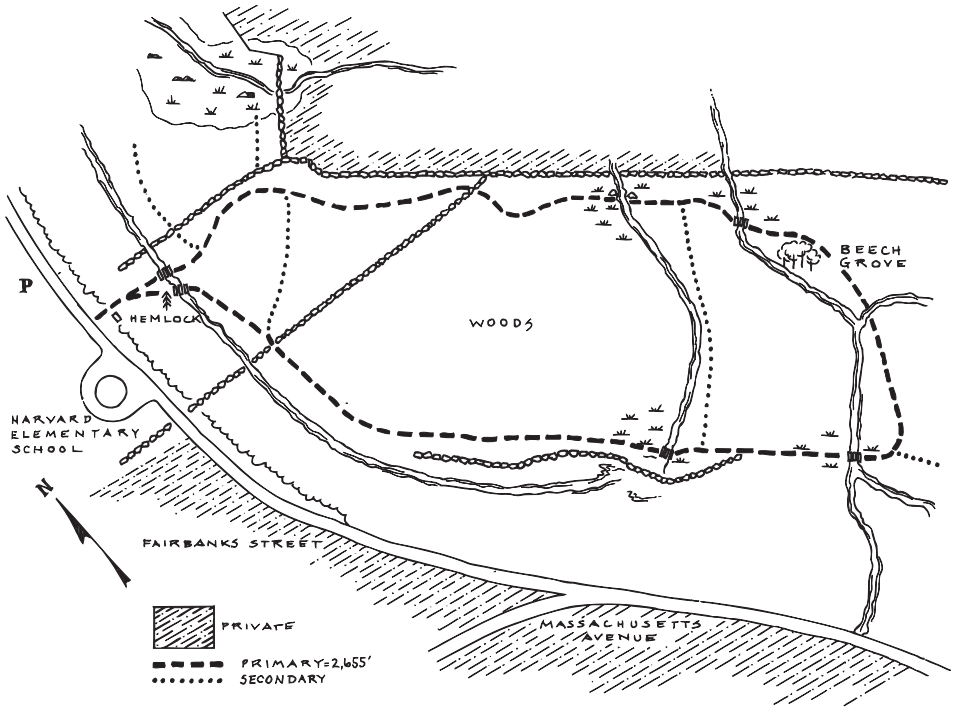 BEECH
GROVE
P
HEMLOCK
WOODS
HARVARD
ELEMENTARY
SCHOOL
N
FAIRBANKS STREET
MASSACHUSETTS
AVENUE
PRIVATE
PRIMARY=2,655'
SECONDARY